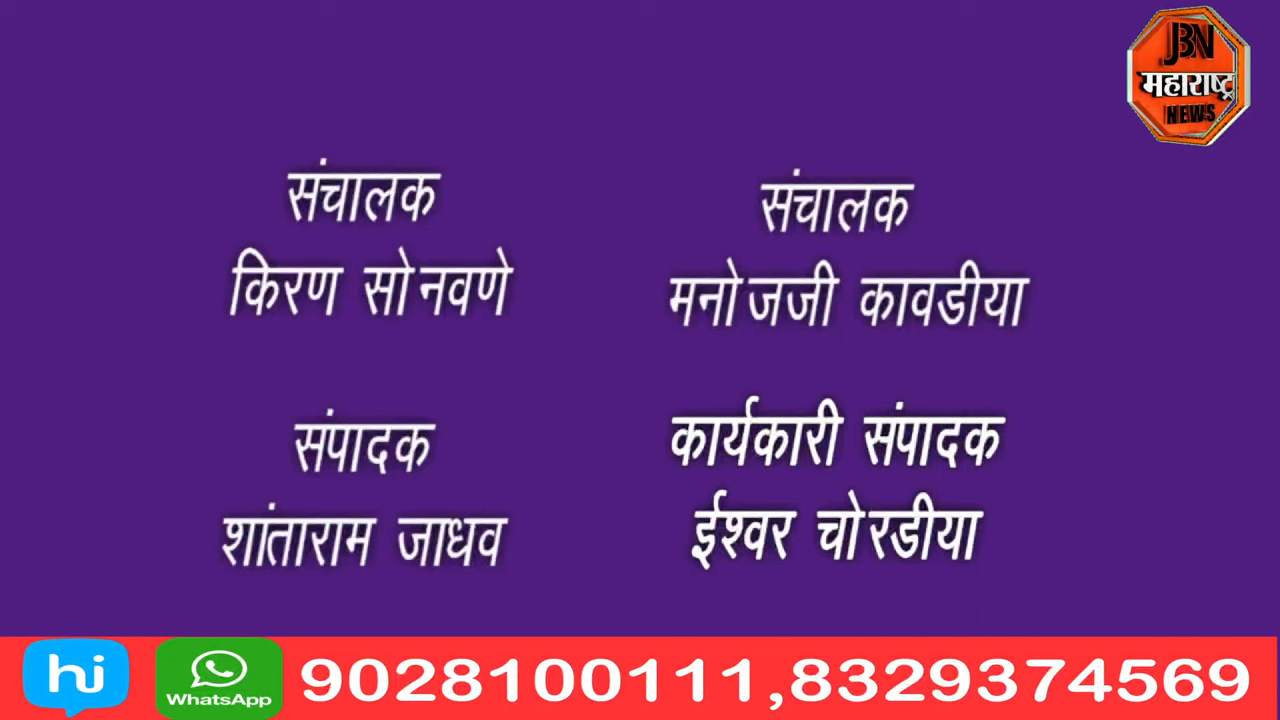 JBN
महाराष्ट्र
NEWS
संचालक
किरण सोनवणे
संचालक
मनोजजी कावडीया
संपादक
शांताराम जाधव
कार्यकारी संपादक
ईश्वर चोरडीया
hi WhatsApp 9028100111,8329374569